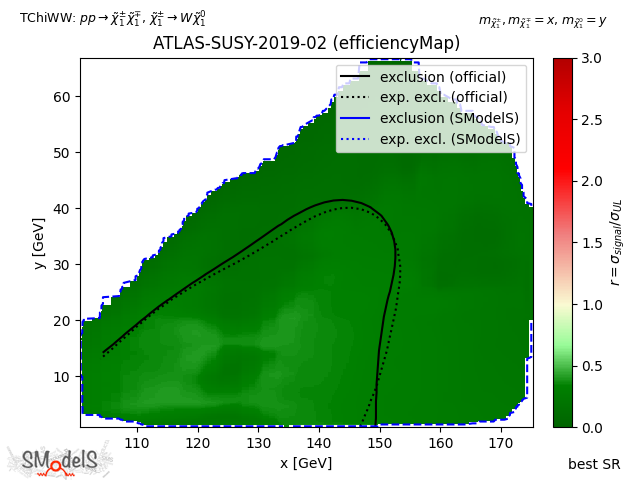 TChiWW: pp → χ̃₁^± χ̃₁^∓, χ̃₁^± → Wχ̃₁^0
m_χ̃₁^±, m_χ̃₁^∓ = x, m_χ̃₁^0 = y
ATLAS-SUSY-2019-02 (efficiencyMap)
exclusion (official)
exp. excl. (official)
exclusion (SModelS)
exp. excl. (SModelS)
y [GeV]
60
50
40
30
20
10
110 120 130 140 150 160 170
x [GeV]
3.0
2.5
2.0
1.5
1.0
0.5
0.0
r = σ_signal/σ_UL
SModelS
best SR